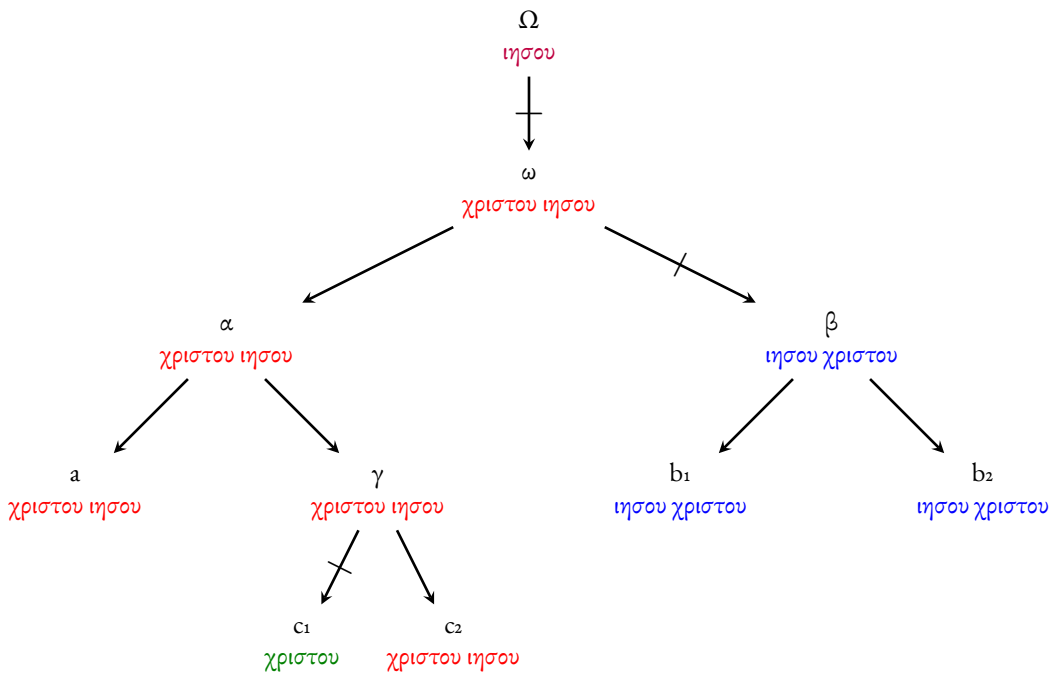 Ω
ιησου
ω
χριστου ιησου
α
χριστου ιησου
β
ιησου χριστου
a
χριστου ιησου
γ
χριστου ιησου
b1
ιησου χριστου
b2
ιησου χριστου
c1
χριστου
c2
χριστου ιησου